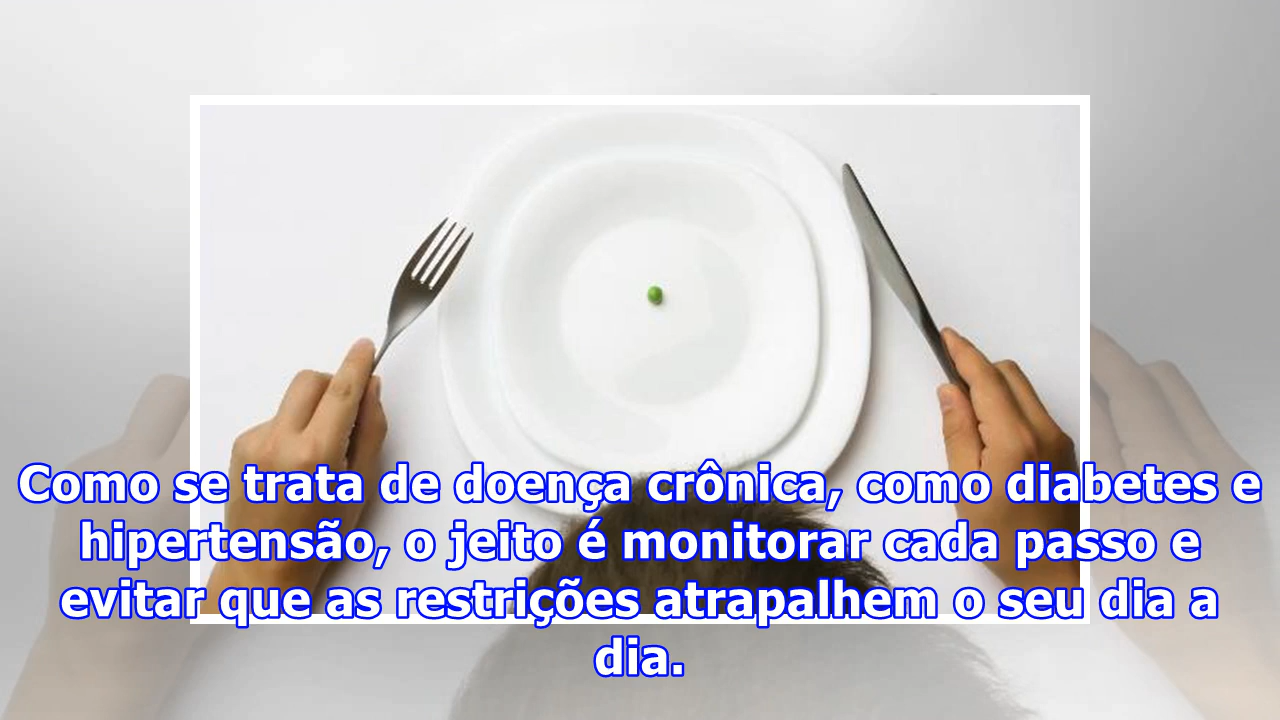 Como se trata de doença crônica, como diabetes e
hipertensão, o jeito é monitorar cada passo e
evitar que as restrições atrapalhem o seu dia a
dia.